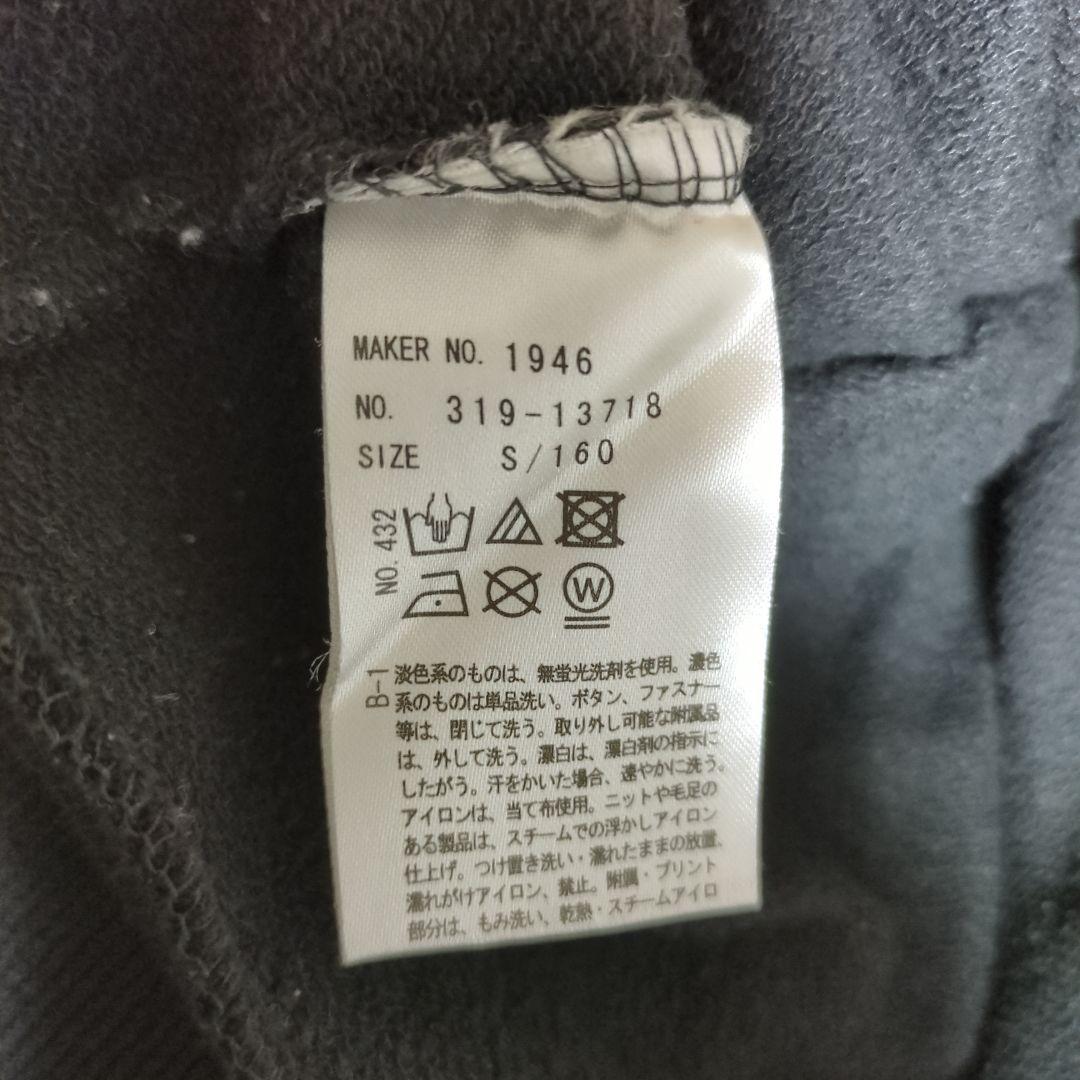 MAKER NO. 1946
NO. 319-13718
SIZE S/160
NO. 432
W
B-1
淡色系のものは、無蛍光洗剤を使用。濃色
系のものは単品洗い。ボタン、ファスナー
等は、閉じて洗う。取り外し可能な附属品
は、外して洗う。漂白は、漂白剤の指示に
したがう。汗をかいた場合、速やかに洗う。
アイロンは、当て布使用。ニットや毛足の
ある製品は、スチームでの浮かしアイロン
仕上げ。つけ置き洗い・濡れたままの放置、
濡れがけアイロン、禁止。附属・プリント
部分は、もみ洗い、乾熱・スチームアイロ